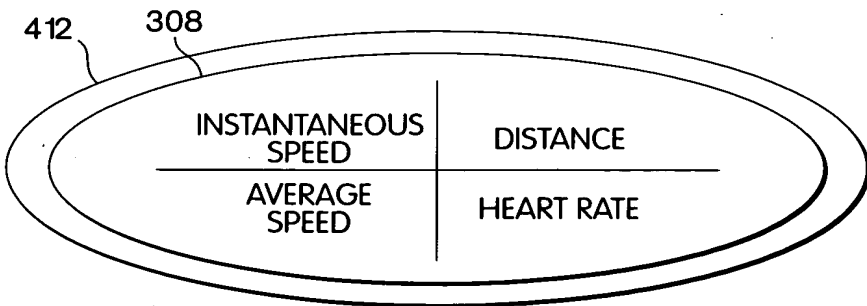 412
308
INSTANTANEOUS
SPEED
DISTANCE
AVERAGE
SPEED
HEART RATE